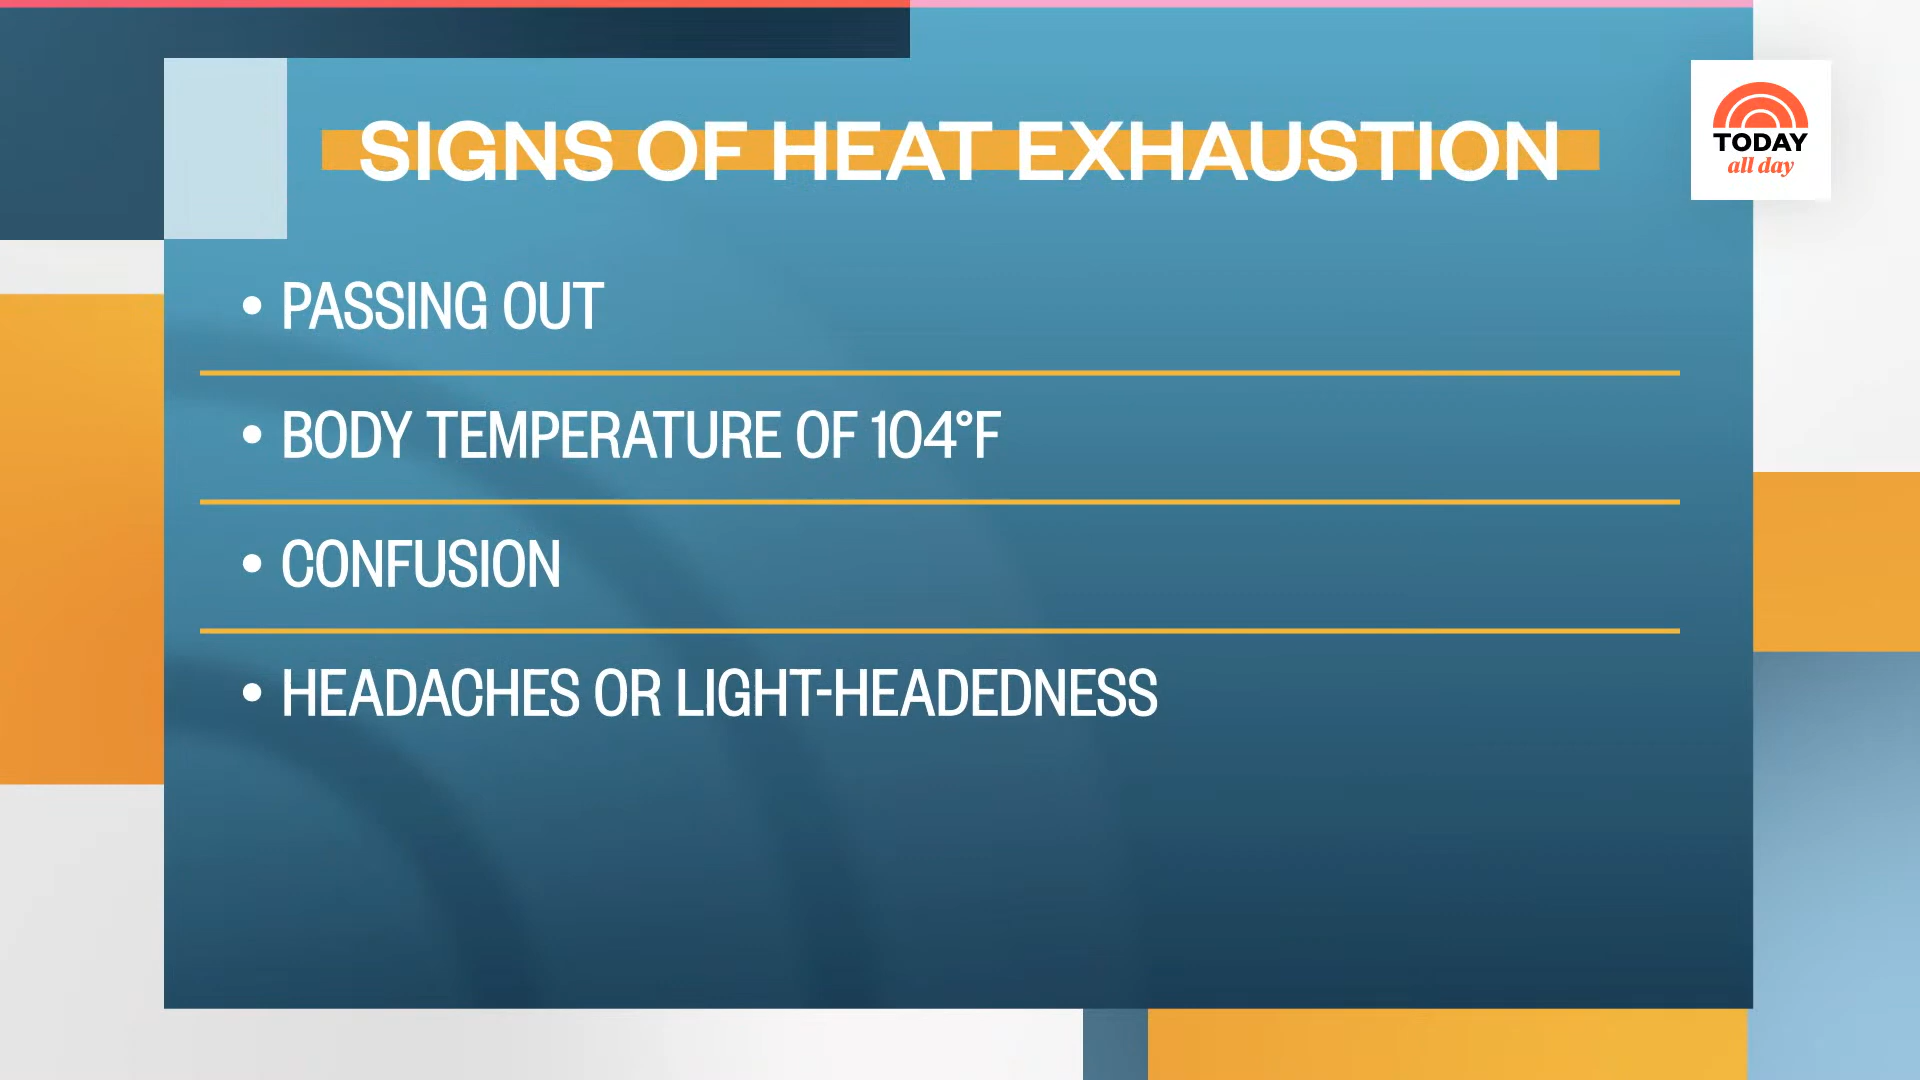 SIGNS OF HEAT EXHAUSTION
TODAY
all day
• PASSING OUT
• BODY TEMPERATURE OF 104°F
• CONFUSION
• HEADACHES OR LIGHT-HEADEDNESS